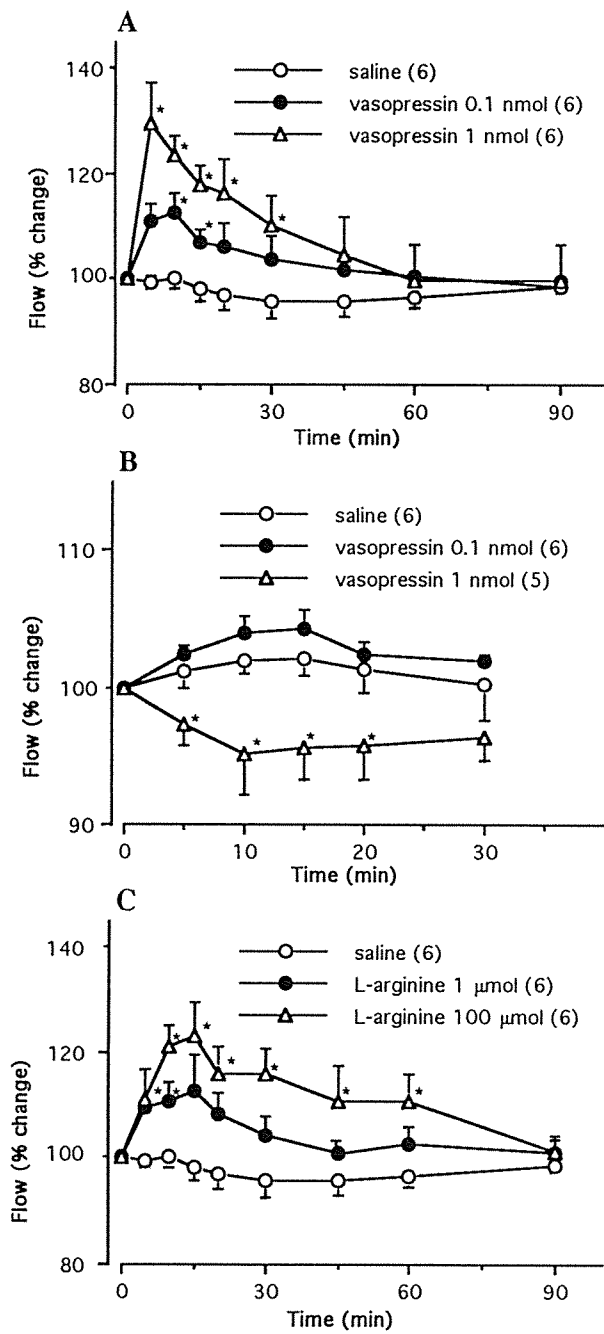 A
140
120
100
80
Flow (% change)
saline (6)
vasopressin 0.1 nmol (6)
vasopressin 1 nmol (6)
* * * * *
* *
0 30 60 90
Time (min)
B
110
100
90
Flow (% change)
saline (6)
vasopressin 0.1 nmol (6)
vasopressin 1 nmol (5)
* * * *
0 10 20 30
Time (min)
C
140
120
100
80
Flow (% change)
saline (6)
L-arginine 1 μmol (6)
L-arginine 100 μmol (6)
* * * * * *
* *
0 30 60 90
Time (min)